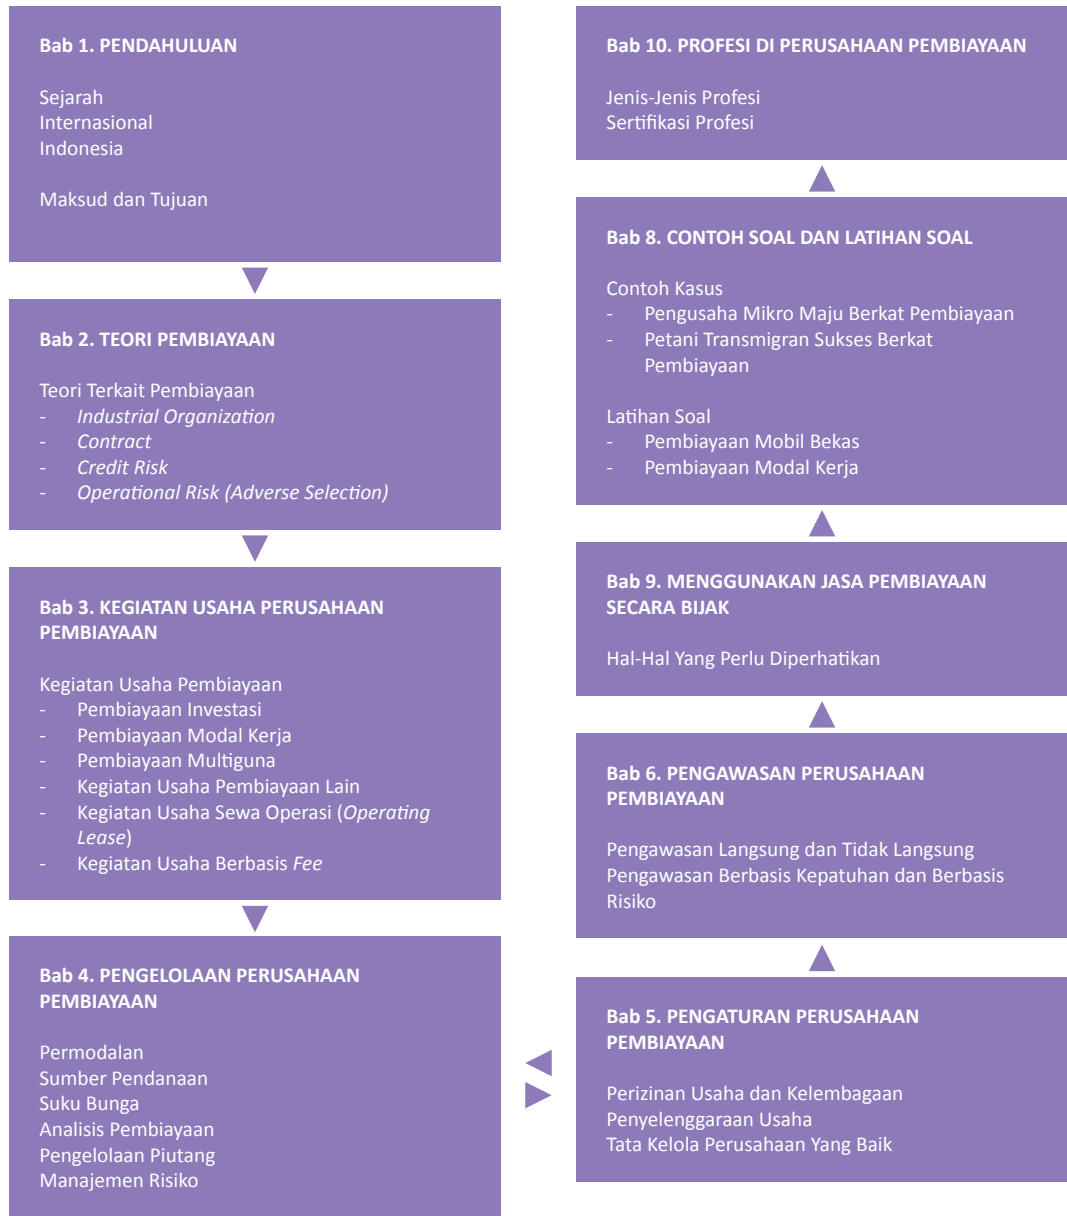 Bab 1. PENDAHULUAN
Sejarah
Internasional
Indonesia
Maksud dan Tujuan
Bab 2. TEORI PEMBIAYAAN
Teori Terkait Pembiayaan
- Industrial Organization
- Contract
- Credit Risk
- Operational Risk (Adverse Selection)
Bab 3. KEGIATAN USAHA PERUSAHAAN
PEMBIAYAAN
Kegiatan Usaha Pembiayaan
- Pembiayaan Investasi
- Pembiayaan Modal Kerja
- Pembiayaan Multiguna
- Kegiatan Usaha Pembiayaan Lain
- Kegiatan Usaha Sewa Operasi (Operating
Lease)
- Kegiatan Usaha Berbasis Fee
Bab 4. PENGELOLAAN PERUSAHAAN
PEMBIAYAAN
Permodalan
Sumber Pendanaan
Suku Bunga
Analisis Pembiayaan
Pengelolaan Piutang
Manajemen Risiko
Bab 10. PROFESI DI PERUSAHAAN PEMBIAYAAN
Jenis-Jenis Profesi
Sertifikasi Profesi
Bab 8. CONTOH SOAL DAN LATIHAN SOAL
Contoh Kasus
- Pengusaha Mikro Maju Berkat Pembiayaan
- Petani Transmigran Sukses Berkat
Pembiayaan
Latihan Soal
- Pembiayaan Mobil Bekas
- Pembiayaan Modal Kerja
Bab 9. MENGGUNAKAN JASA PEMBIAYAAN
SECARA BIJAK
Hal-Hal Yang Perlu Diperhatikan
Bab 6. PENGAWASAN PERUSAHAAN
PEMBIAYAAN
Pengawasan Langsung dan Tidak Langsung
Pengawasan Berbasis Kepatuhan dan Berbasis
Risiko
Bab 5. PENGATURAN PERUSAHAAN
PEMBIAYAAN
Perizinan Usaha dan Kelembagaan
Penyelenggaraan Usaha
Tata Kelola Perusahaan Yang Baik